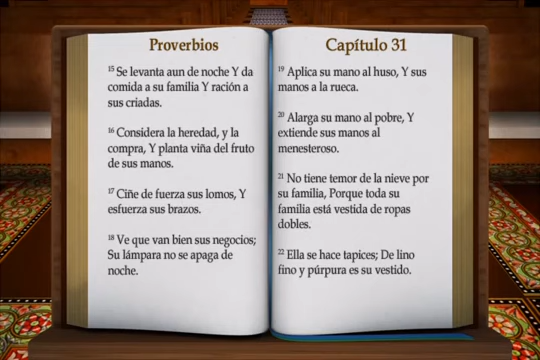 Proverbios
15 Se levanta aun de noche Y da
comida a su familia Y ración a
sus criadas.
16 Considera la heredad, y la
compra, Y planta viña del fruto
de sus manos.
17 Ciñe de fuerza sus lomos, Y
esfuerza sus brazos.
18 Ve que van bien sus negocios;
Su lámpara no se apaga de
noche.
Capítulo 31
19 Aplica su mano al huso, Y sus
manos a la rueca.
20 Alarga su mano al pobre, Y
extiende sus manos al
menesteroso.
21 No tiene temor de la nieve por
su familia, Porque toda su
familia está vestida de ropas
dobles.
22 Ella se hace tapices; De lino
fino y púrpura es su vestido.